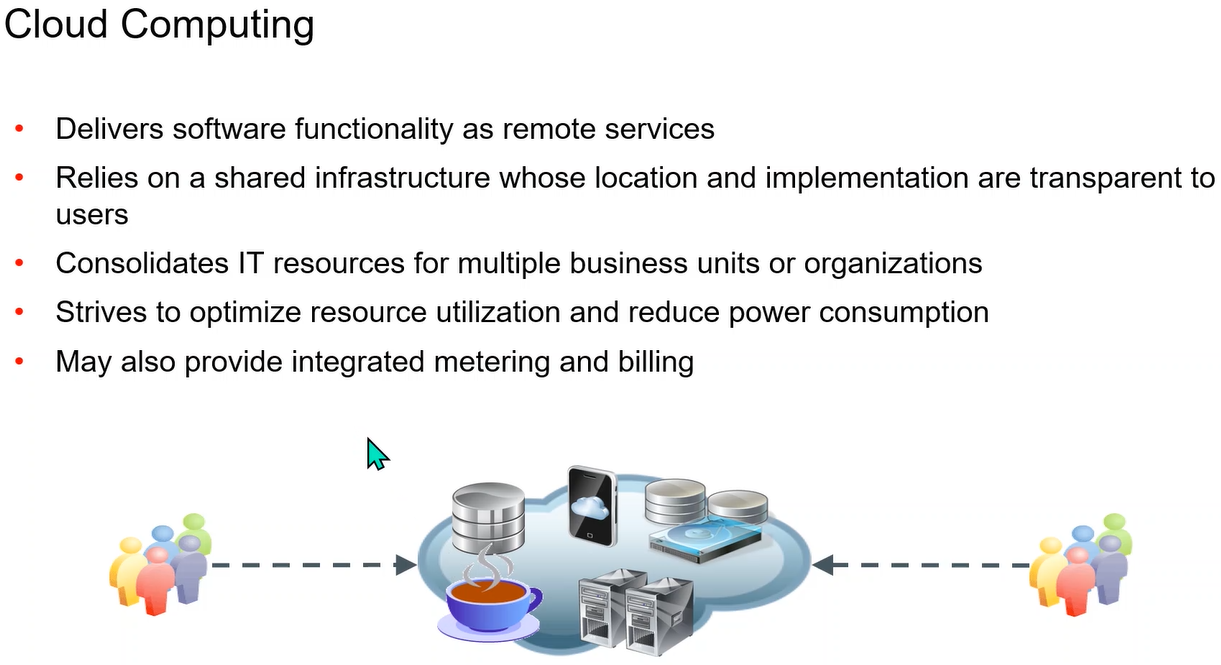 Cloud Computing
• Delivers software functionality as remote services
• Relies on a shared infrastructure whose location and implementation are transparent to
users
• Consolidates IT resources for multiple business units or organizations
• Strives to optimize resource utilization and reduce power consumption
• May also provide integrated metering and billing